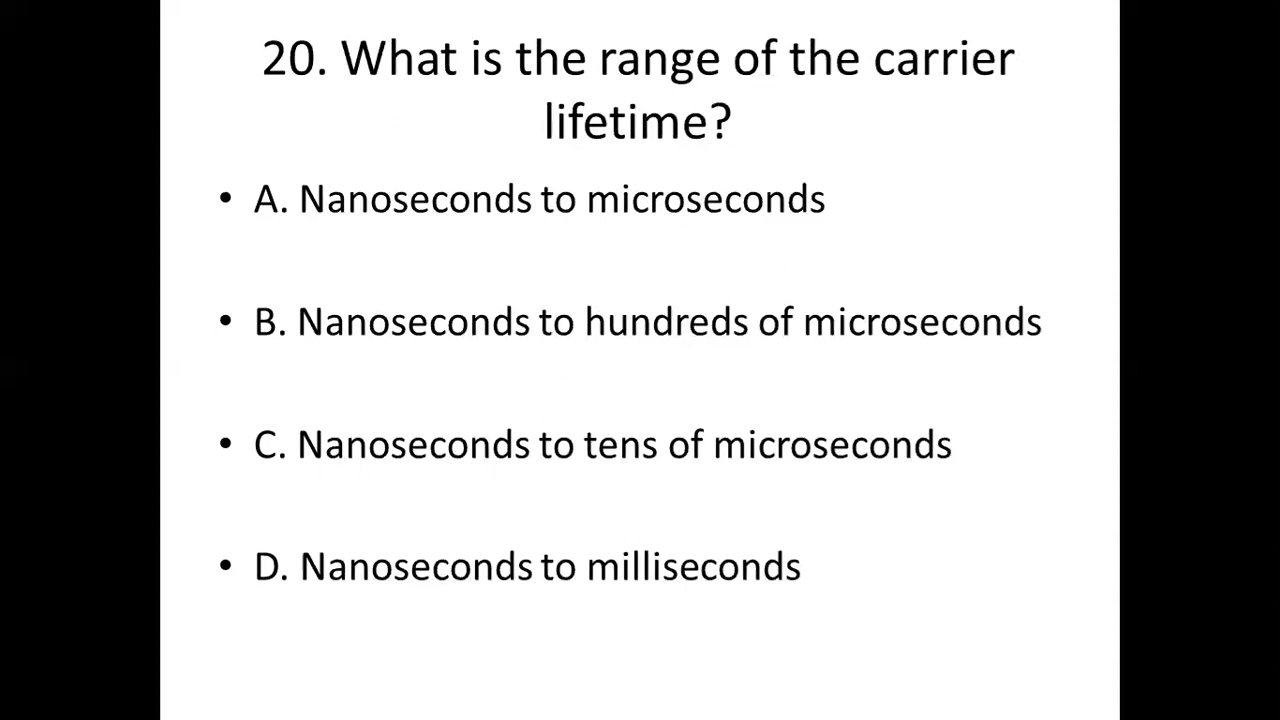 20. What is the range of the carrier
lifetime?
• A. Nanoseconds to microseconds
• B. Nanoseconds to hundreds of microseconds
• C. Nanoseconds to tens of microseconds
• D. Nanoseconds to milliseconds